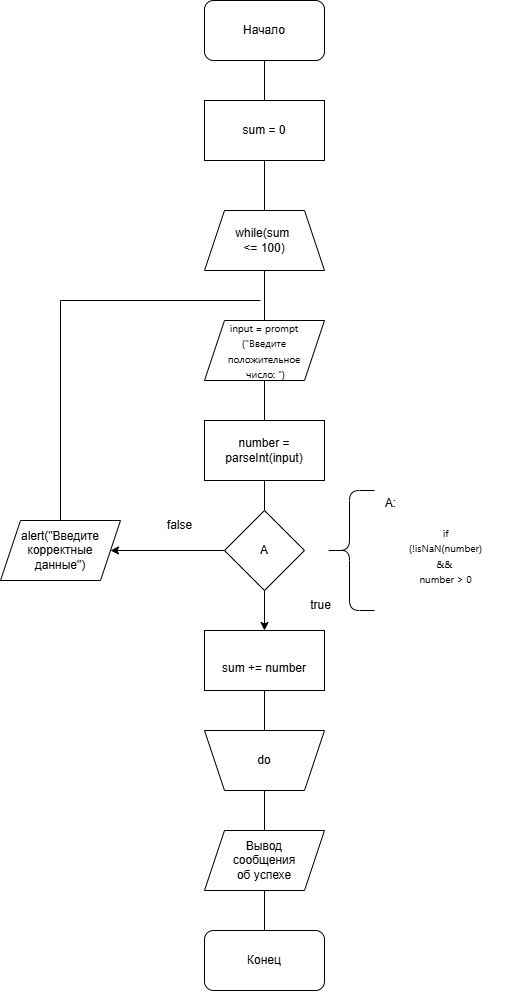 Начало
sum = 0
while(sum
<= 100)
input = prompt
("Введите
положительное
число: ")
number =
parseInt(input)
false
A
A:
if
(!isNaN(number)
&&
number > 0
alert("Введите
корректные
данные")
true
sum += number
do
Вывод
сообщения
об успехе
Конец